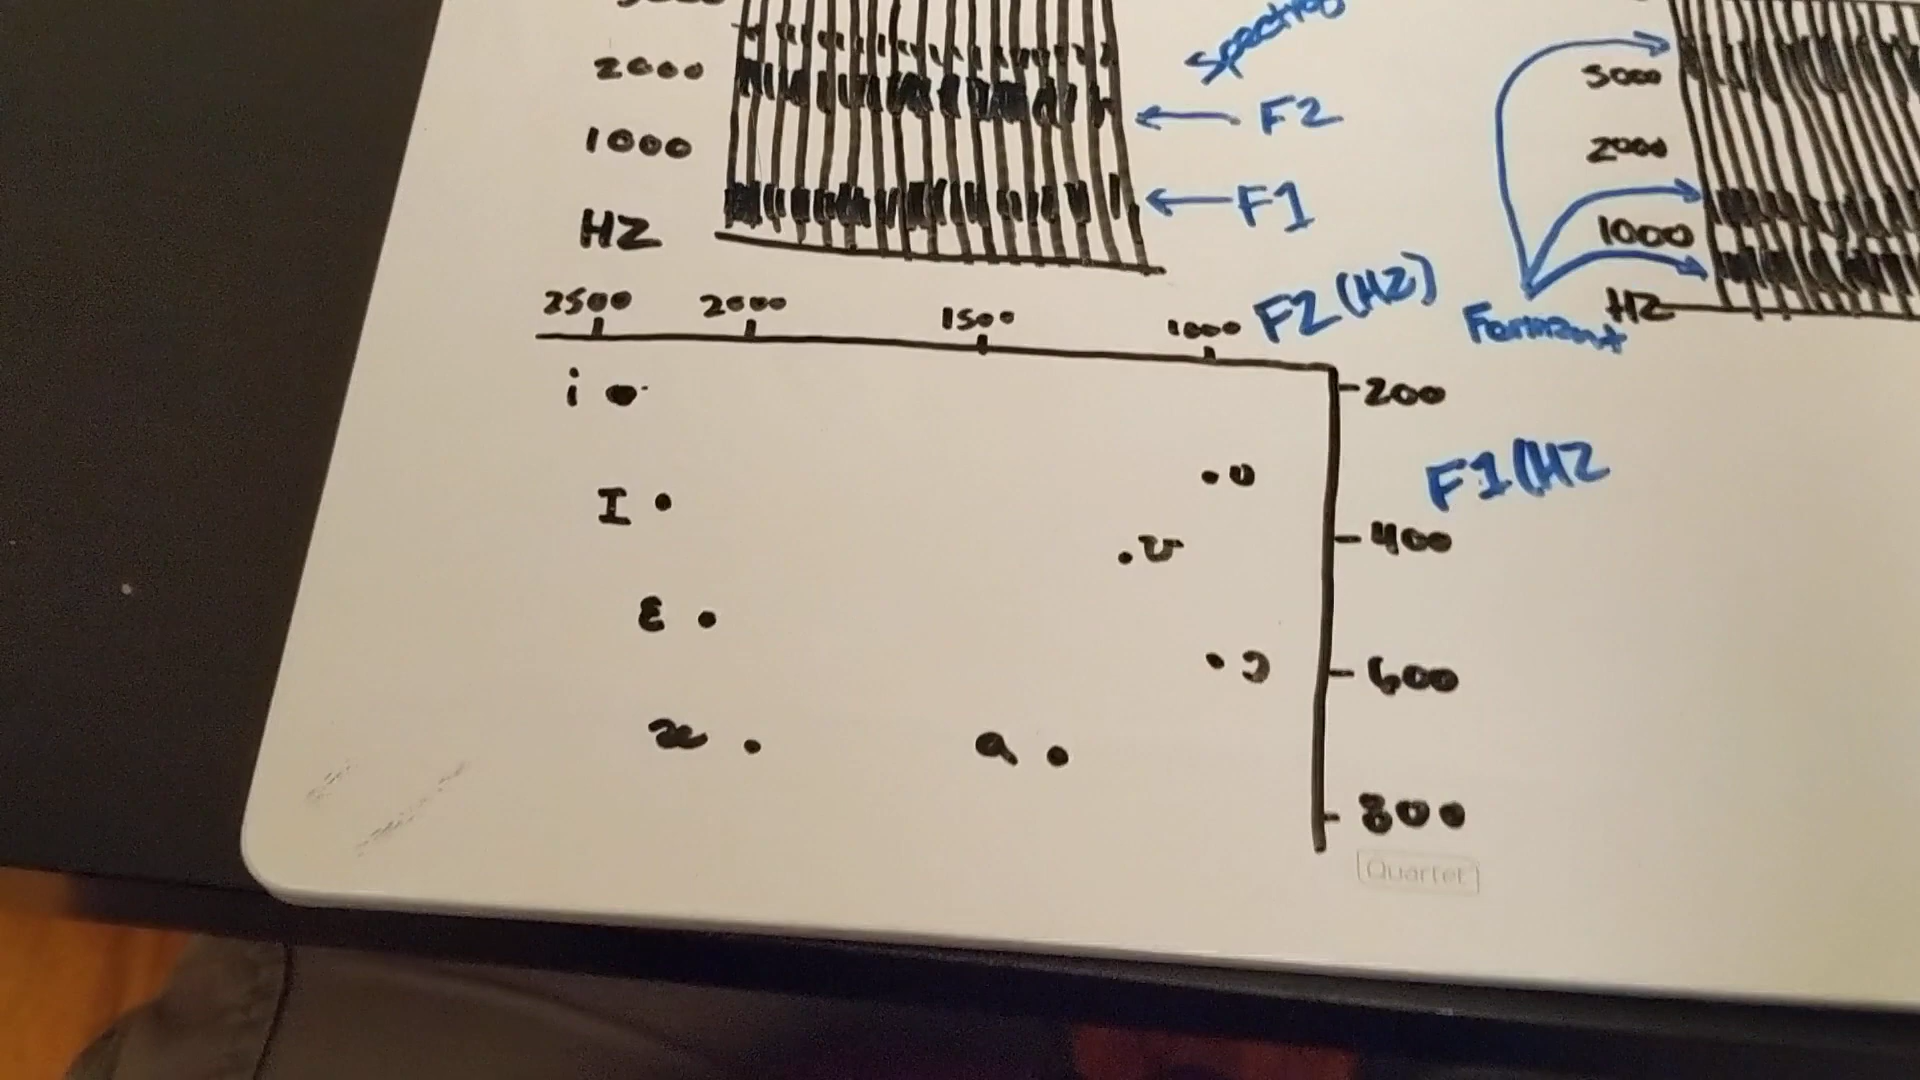 2000
1000
HZ
F2
F1
3000
2000
1000
HZ
Formant
2500 2000 1500 1000 F2 (HZ)
i
I
ε
æ
a
u
ʊ
ɔ
200
400
600
800
F1(HZ
Quartet